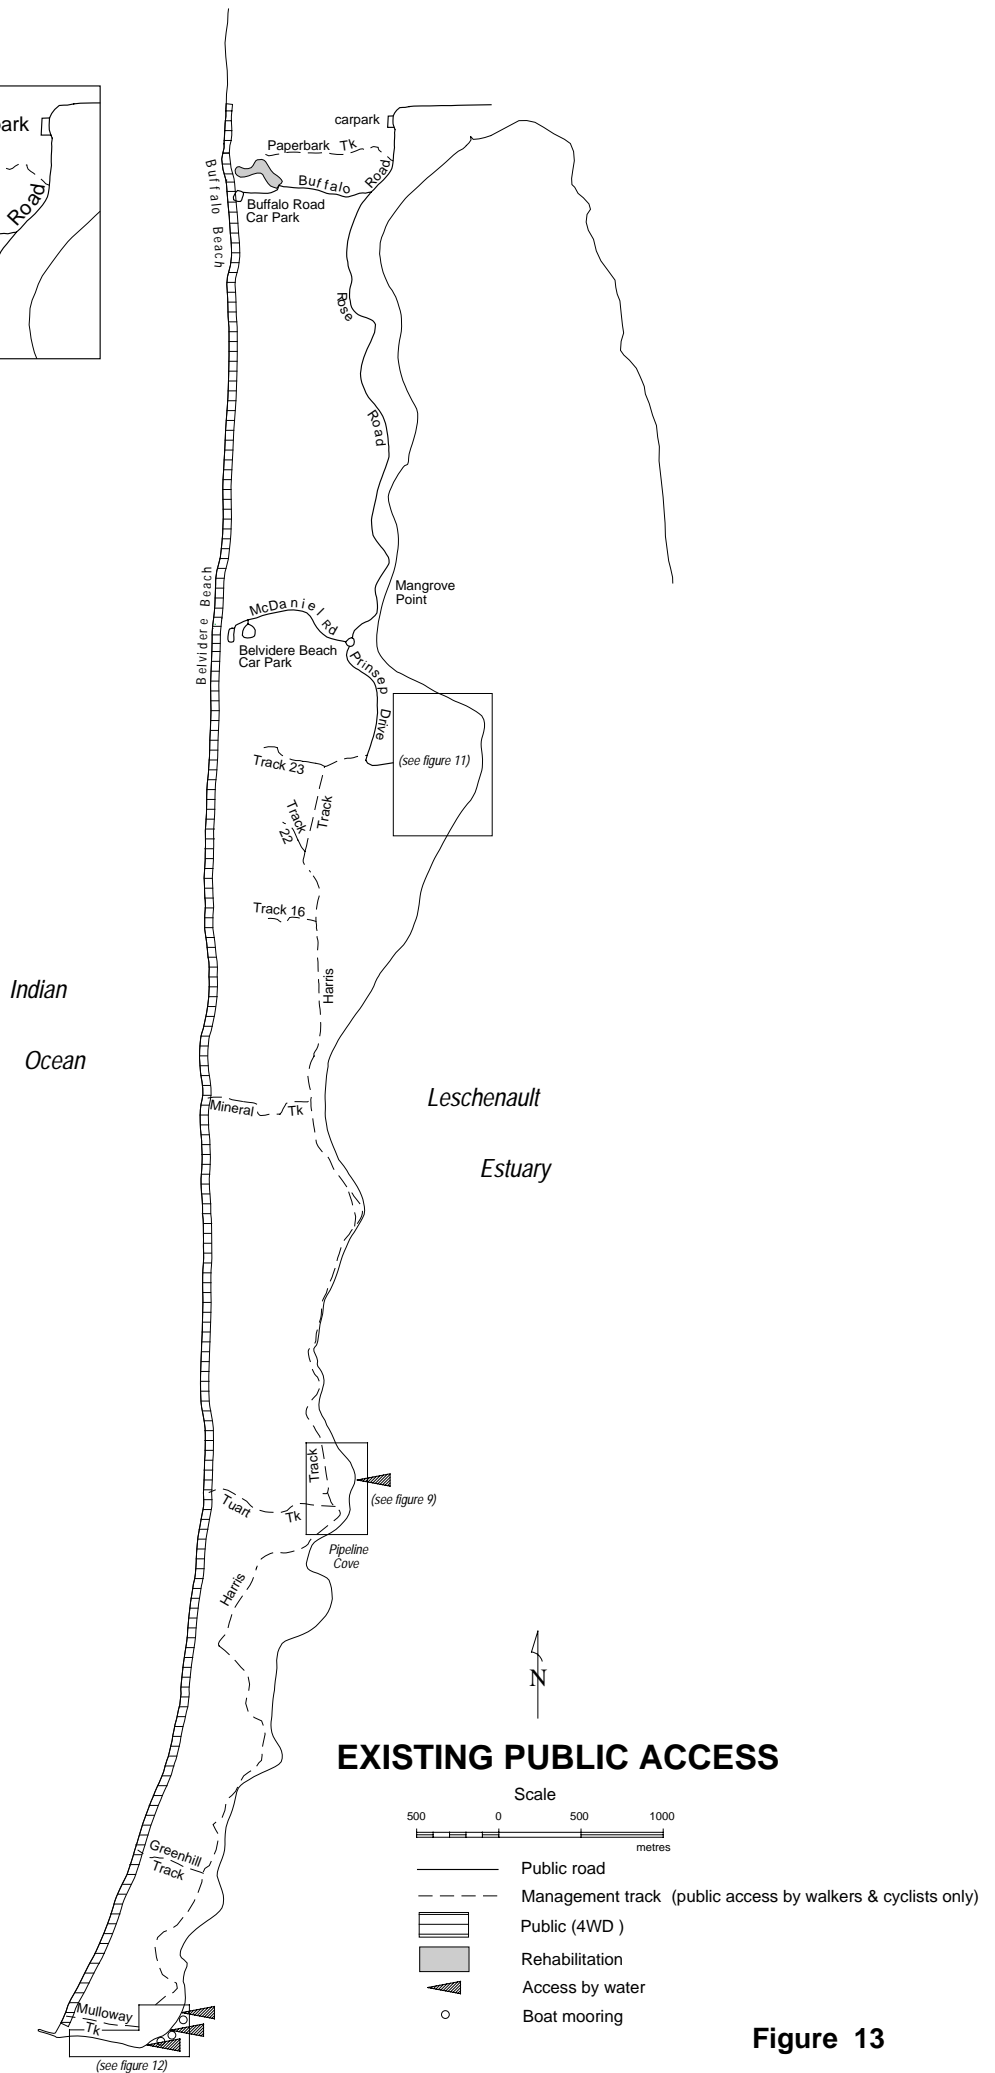 ark
Road
carpark
Paperbark Tk
Buffalo Road
Buffalo Road
Car Park
Buffalo Beach
Rose
Road
Mangrove
Point
Belvidere Beach
McDaniel Rd
Belvidere Beach
Car Park
Prinsep Drive
(see figure 11)
Track 23
Track
Track
22
Track 16
Harris
Indian
Ocean
Mineral Tk
Leschenault
Estuary
Track
(see figure 9)
Tuart Tk
Pipeline
Cove
Harris
N
EXISTING PUBLIC ACCESS
Scale
500 0 500 1000
metres
Greenhill
Track
Public road
Management track (public access by walkers & cyclists only)
Public (4WD )
Rehabilitation
Access by water
Boat mooring
Mulloway
Tk
(see figure 12)
Figure 13